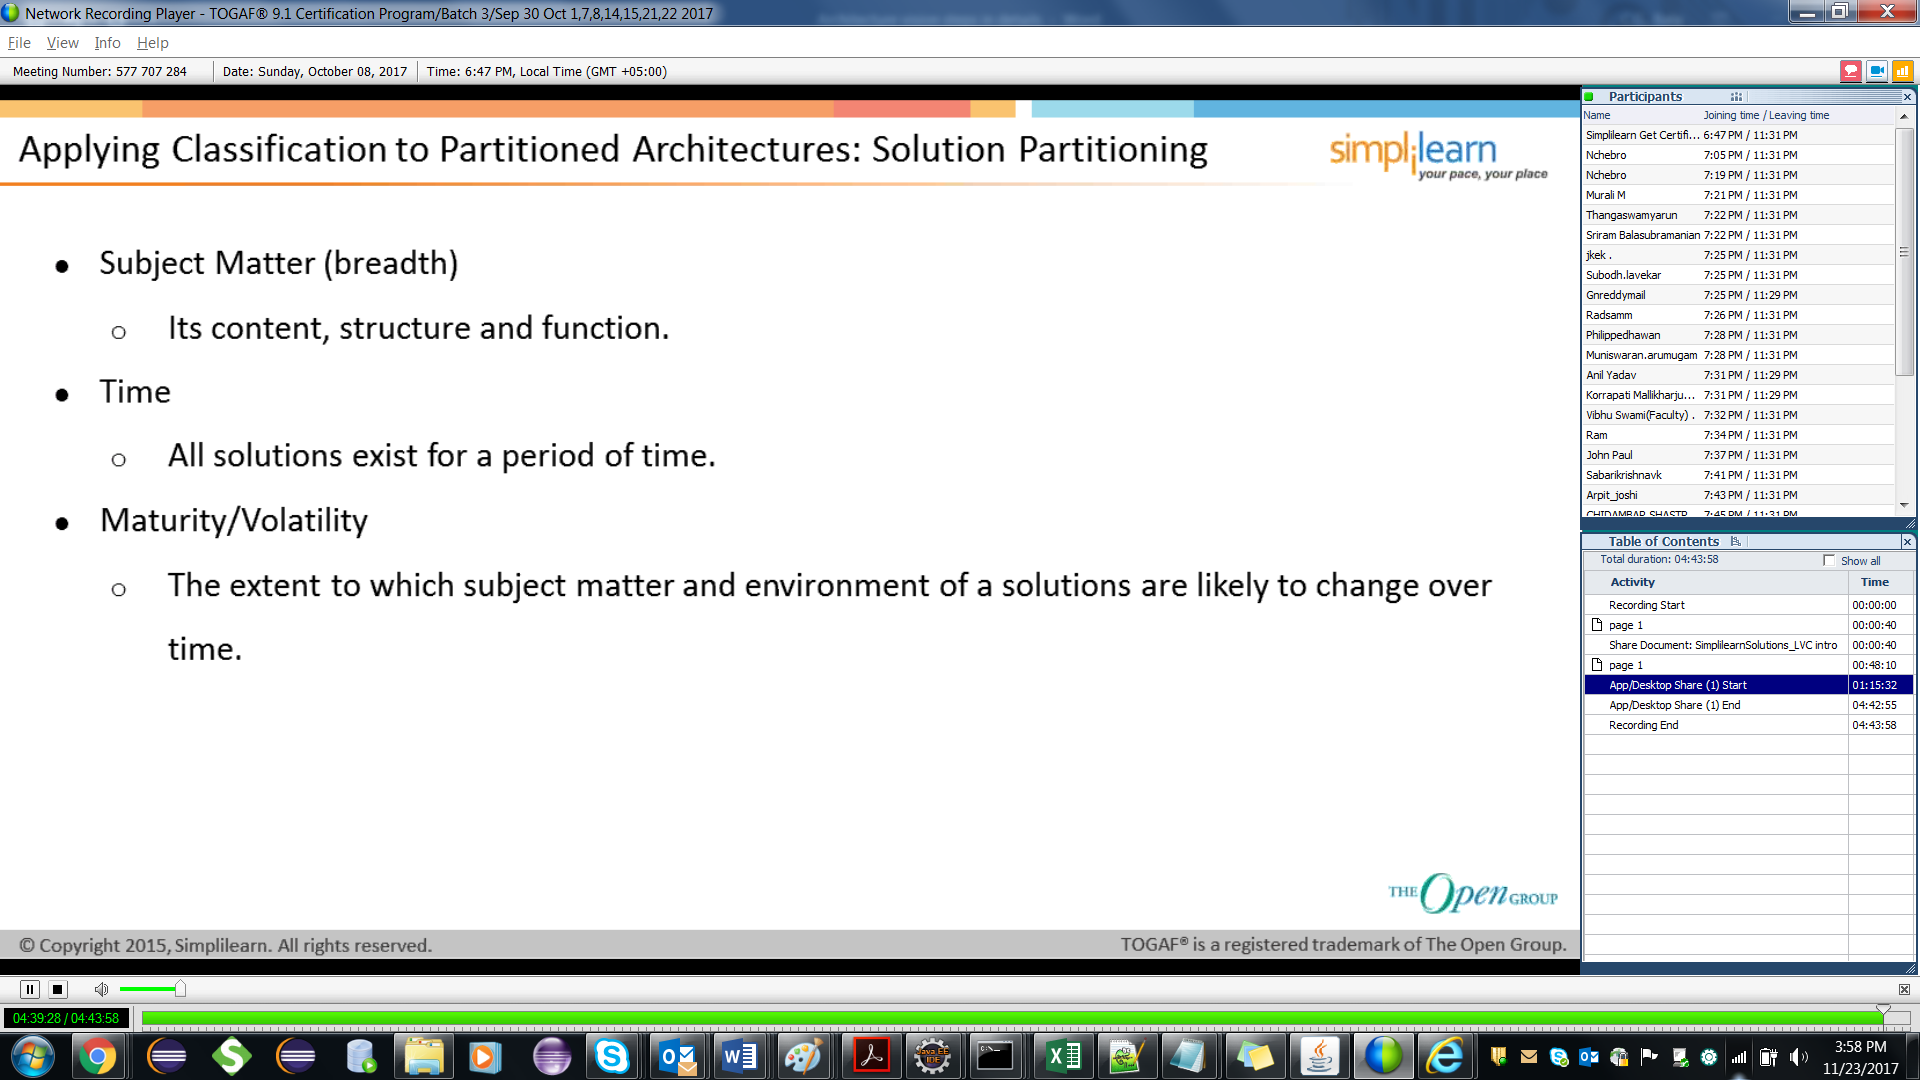 Network Recording Player - TOGAF® 9.1 Certification Program/Batch 3/Sep 30 Oct 1,7,8,14,15,21,22 2017
File View Info Help
Meeting Number: 577 707 284 Date: Sunday, October 08, 2017 Time: 6:47 PM, Local Time (GMT +05:00)
Applying Classification to Partitioned Architectures: Solution Partitioning
simplilearn
your pace, your place
● Subject Matter (breadth)
o Its content, structure and function.
● Time
o All solutions exist for a period of time.
● Maturity/Volatility
o The extent to which subject matter and environment of a solutions are likely to change over
time.
THE Open GROUP
© Copyright 2015, Simplilearn. All rights reserved.
TOGAF® is a registered trademark of The Open Group.
Participants
Name Joining time / Leaving time
Simplilearn Get Certifi... 6:47 PM / 11:31 PM
Nchebro 7:05 PM / 11:31 PM
Nchebro 7:19 PM / 11:31 PM
Murali M 7:21 PM / 11:31 PM
Thangaswamyarun 7:22 PM / 11:31 PM
Sriram Balasubramanian 7:22 PM / 11:31 PM
jkek . 7:25 PM / 11:31 PM
Subodh.lavekar 7:25 PM / 11:31 PM
Gnreddymail 7:25 PM / 11:29 PM
Radsamm 7:26 PM / 11:31 PM
Philippedhawan 7:28 PM / 11:31 PM
Muniswaran.arumugam 7:28 PM / 11:31 PM
Anil Yadav 7:31 PM / 11:29 PM
Korrapati Mallikharju... 7:31 PM / 11:29 PM
Vibhu Swami(Faculty) . 7:32 PM / 11:31 PM
Ram 7:34 PM / 11:31 PM
John Paul 7:37 PM / 11:31 PM
Sabarikrishnavk 7:41 PM / 11:31 PM
Arpit_joshi 7:43 PM / 11:31 PM
CHIDAMBAR SHASTR 7:45 PM / 11:31 PM
Table of Contents
Total duration: 04:43:58 Show all
Activity Time
Recording Start 00:00:00
page 1 00:00:40
Share Document: SimplilearnSolutions_LVC intro 00:00:40
page 1 00:48:10
App/Desktop Share (1) Start 01:15:32
App/Desktop Share (1) End 04:42:55
Recording End 04:43:58
04:39:28 / 04:43:58
3:58 PM
11/23/2017